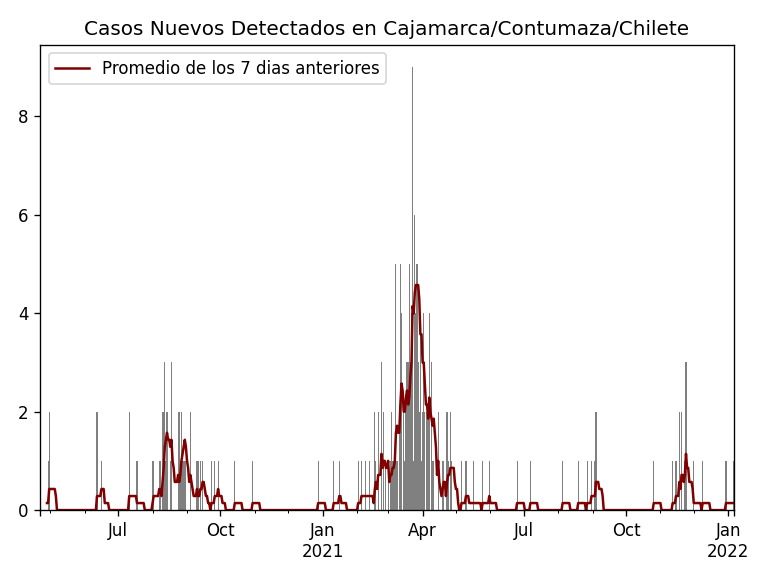 Casos Nuevos Detectados en Cajamarca/Contumaza/Chilete
Promedio de los 7 dias anteriores
8
6
4
2
0
Jul
Oct
Jan
2021
Apr
Jul
Oct
Jan
2022